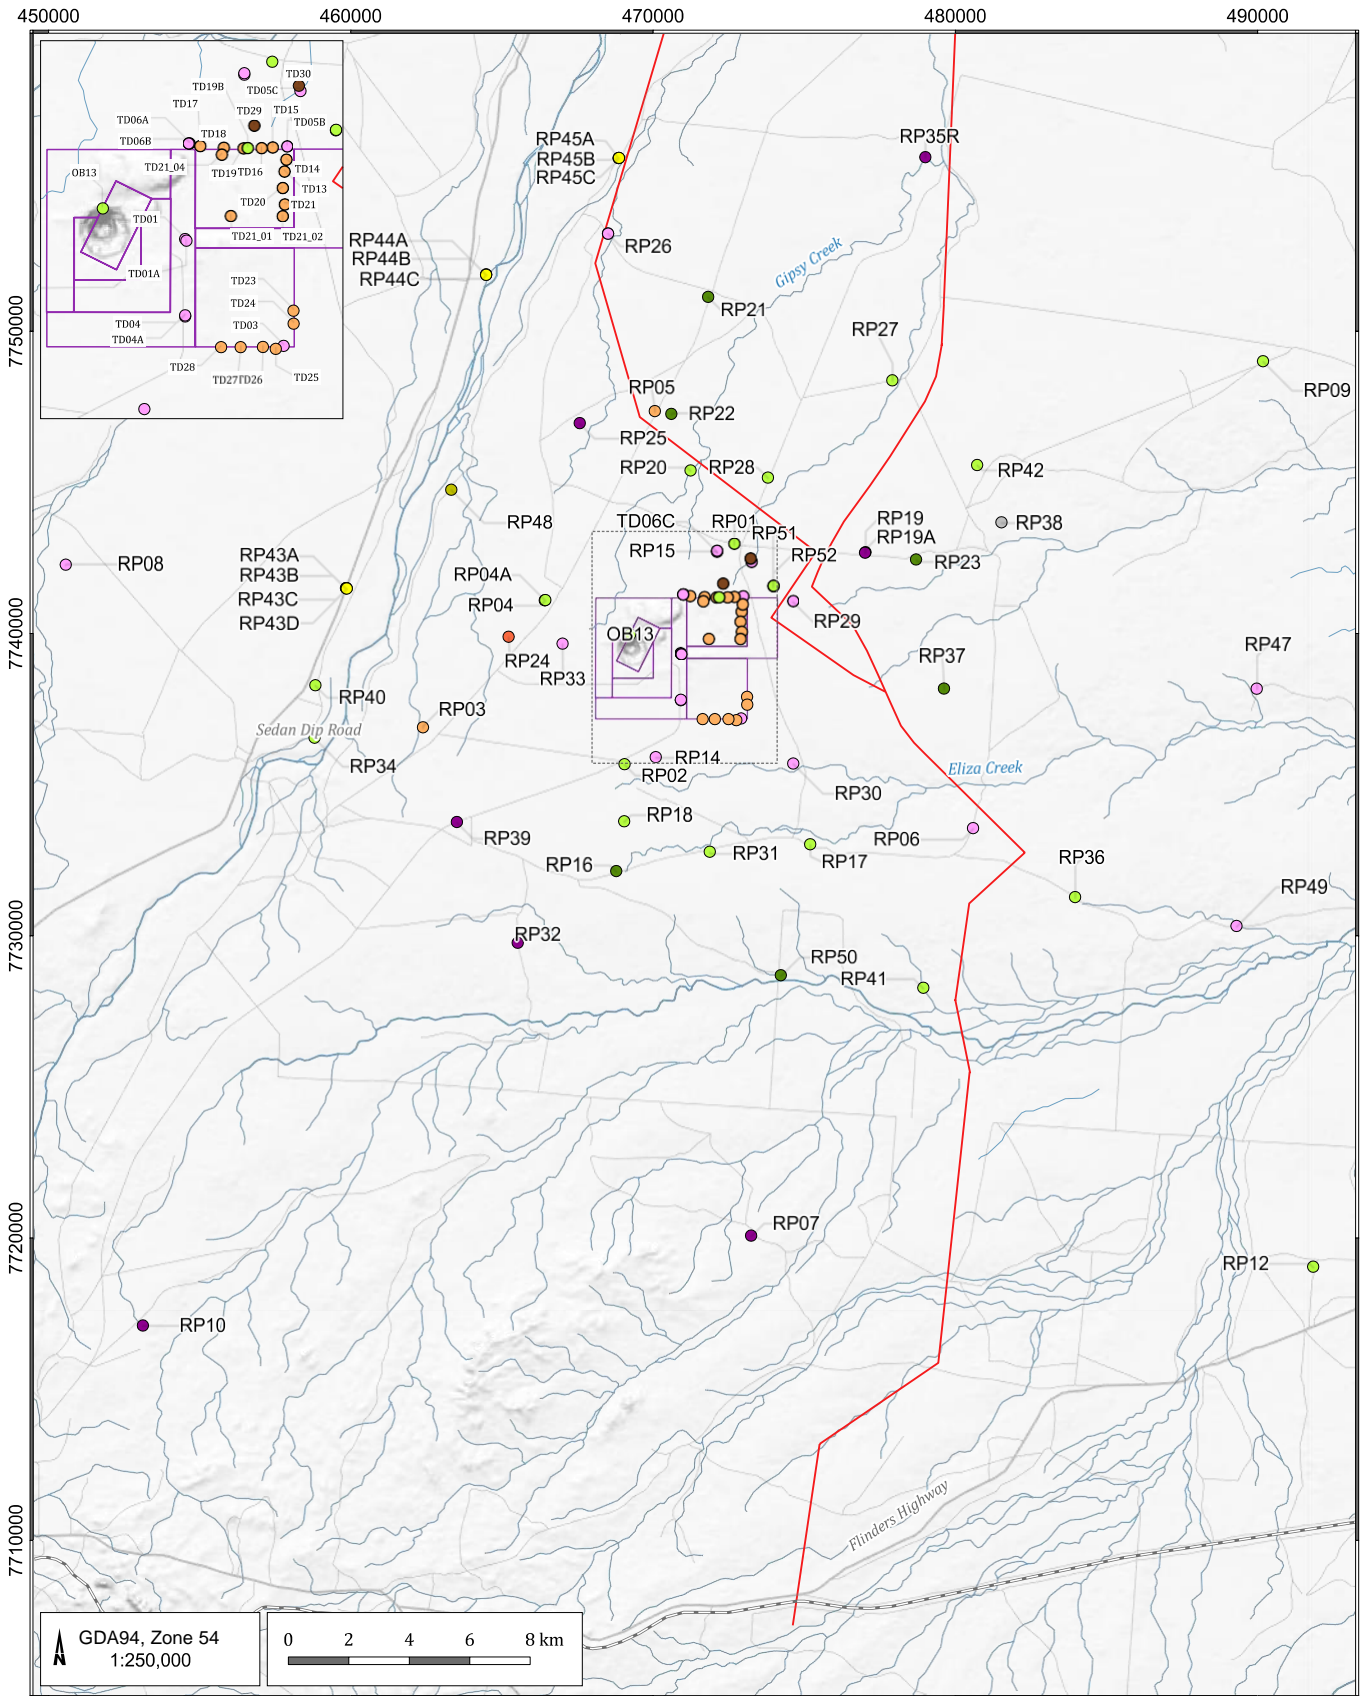 450000 460000 470000 480000 490000
7750000
7740000
7730000
7720000
7710000
TD30
TD19B
TD05C
TD17
TD29
TD15
TD06A
TD05B
TD18
TD06B
TD21_04
OB13
TD19
TD16
TD14
TD13
TD20
TD21
TD01
TD21_01
TD21_02
TD01A
TD23
TD24
TD04
TD03
TD04A
TD28
TD27
TD26
TD25
RP45A
RP45B
RP45C
RP35R
RP26
RP44A
RP44B
RP44C
Gipsy Creek
RP21
RP27
RP05
RP09
RP22
RP25
RP20
RP28
RP42
RP48
TD06C
RP01
RP51
RP19
RP19A
RP38
RP15
RP52
RP23
RP08
RP43A
RP43B
RP43C
RP43D
RP04A
RP04
OB13
RP29
RP24
RP33
RP37
RP47
RP40
RP03
Sedan Dip Road
RP34
RP14
RP02
Eliza Creek
RP30
RP18
RP39
RP06
RP16
RP31
RP17
RP36
RP49
RP32
RP50
RP41
RP07
RP12
RP10
Flinders Highway
GDA94, Zone 54
1:250,000
0 2 4 6 8 km